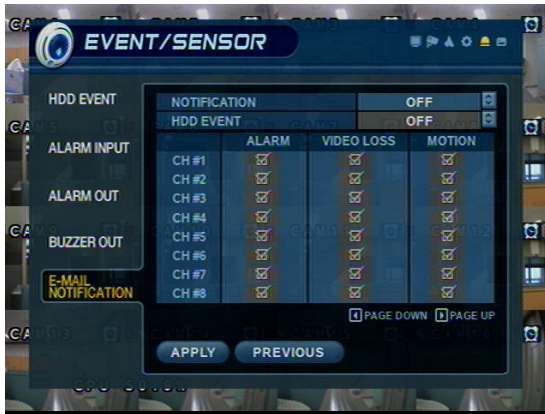 EVENT/SENSOR
HDD EVENT
ALARM INPUT
ALARM OUT
BUZZER OUT
E-MAIL
NOTIFICATION
NOTIFICATION OFF
HDD EVENT OFF
ALARM VIDEO LOSS MOTION
CH #1
CH #2
CH #3
CH #4
CH #5
CH #6
CH #7
CH #8
PAGE DOWN PAGE UP
APPLY PREVIOUS